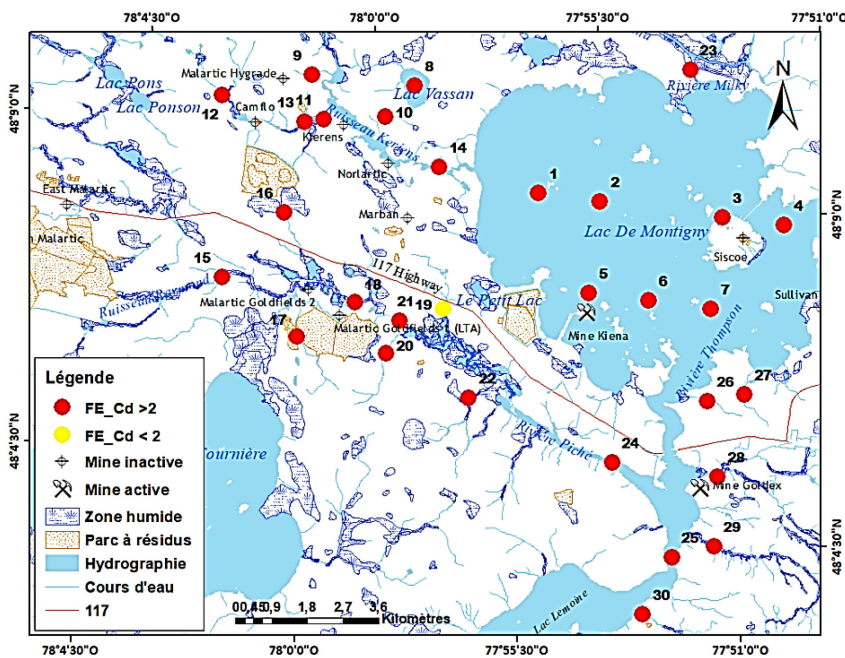 78°4'30"W 78°0'0"W 77°55'30"W 77°51'0"W
23
9
Malartic Hygrade
8
Lac Pons
Lac Vassan
Rivière Milky
N
Lac Ponson
48°9'0"N
12
Camflo
13
11
10
Kierens
Ruisseau Keriens
14
Norlartic
1
2
16
East Malartic
3
4
48°9'0"N
Marban
Lac De Montigny
Siscoe
n Malartic
117 Highway
15
5
6
7
Sullivan
Ruisseau Raymond
Malartic Goldfields 2
18
19
Le Petit Lac
21
17
Malartic Goldfields 1 (LTA)
Mine Kiena
Rivière Thompson
20
22
26
27
Légende
FE_Cd >2
FE_Cd < 2
Mine inactive
Mine active
Zone humide
Parc à résidus
Hydrographie
Cours d'eau
117
48°4'30"N
ournière
Rivière Piché
24
28
Mine Goldex
25
29
48°4'30"N
30
Lac Lemoine
0 0,45 0,9 1,8 2,7 3,6
Kilomètres
78°4'30"W 78°0'0"W 77°55'30"W 77°51'0"W